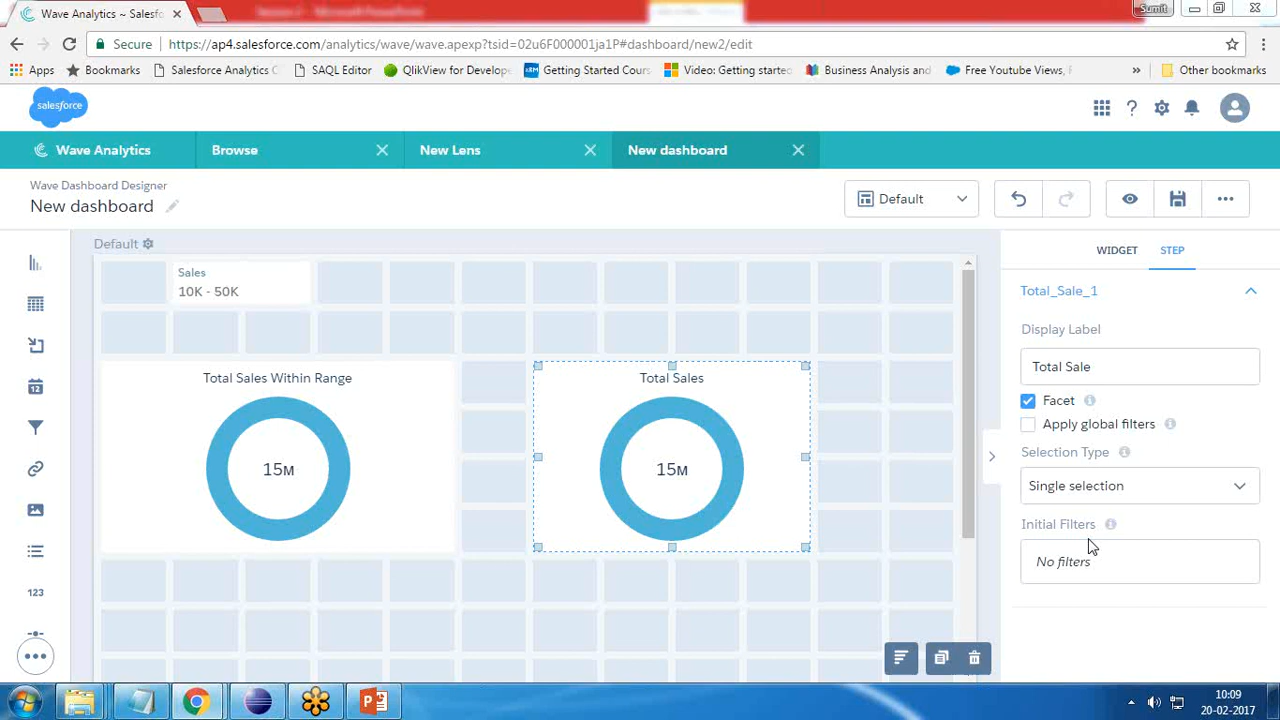 Wave Analytics ~ Salesfo
Sumit
Secure
https://ap4.salesforce.com/analytics/wave/wave.apexp?tsid=02u6F000001ja1P#dashboard/new2/edit
Apps
Bookmarks
Salesforce Analytics C
SAQL Editor
QlikView for Develope
Getting Started Cours
Video: Getting starte
Business Analysis and
Free Youtube Views, F
»
Other bookmarks
salesforce
Wave Analytics
Browse
New Lens
New dashboard
Wave Dashboard Designer
New dashboard
Default
Default
Sales
10K - 50K
Total Sales Within Range
15M
Total Sales
15M
12
123
WIDGET
STEP
Total_Sale_1
Display Label
Total Sale
Facet
Apply global filters
Selection Type
Single selection
Initial Filters
No filters
10:09
20-02-2017